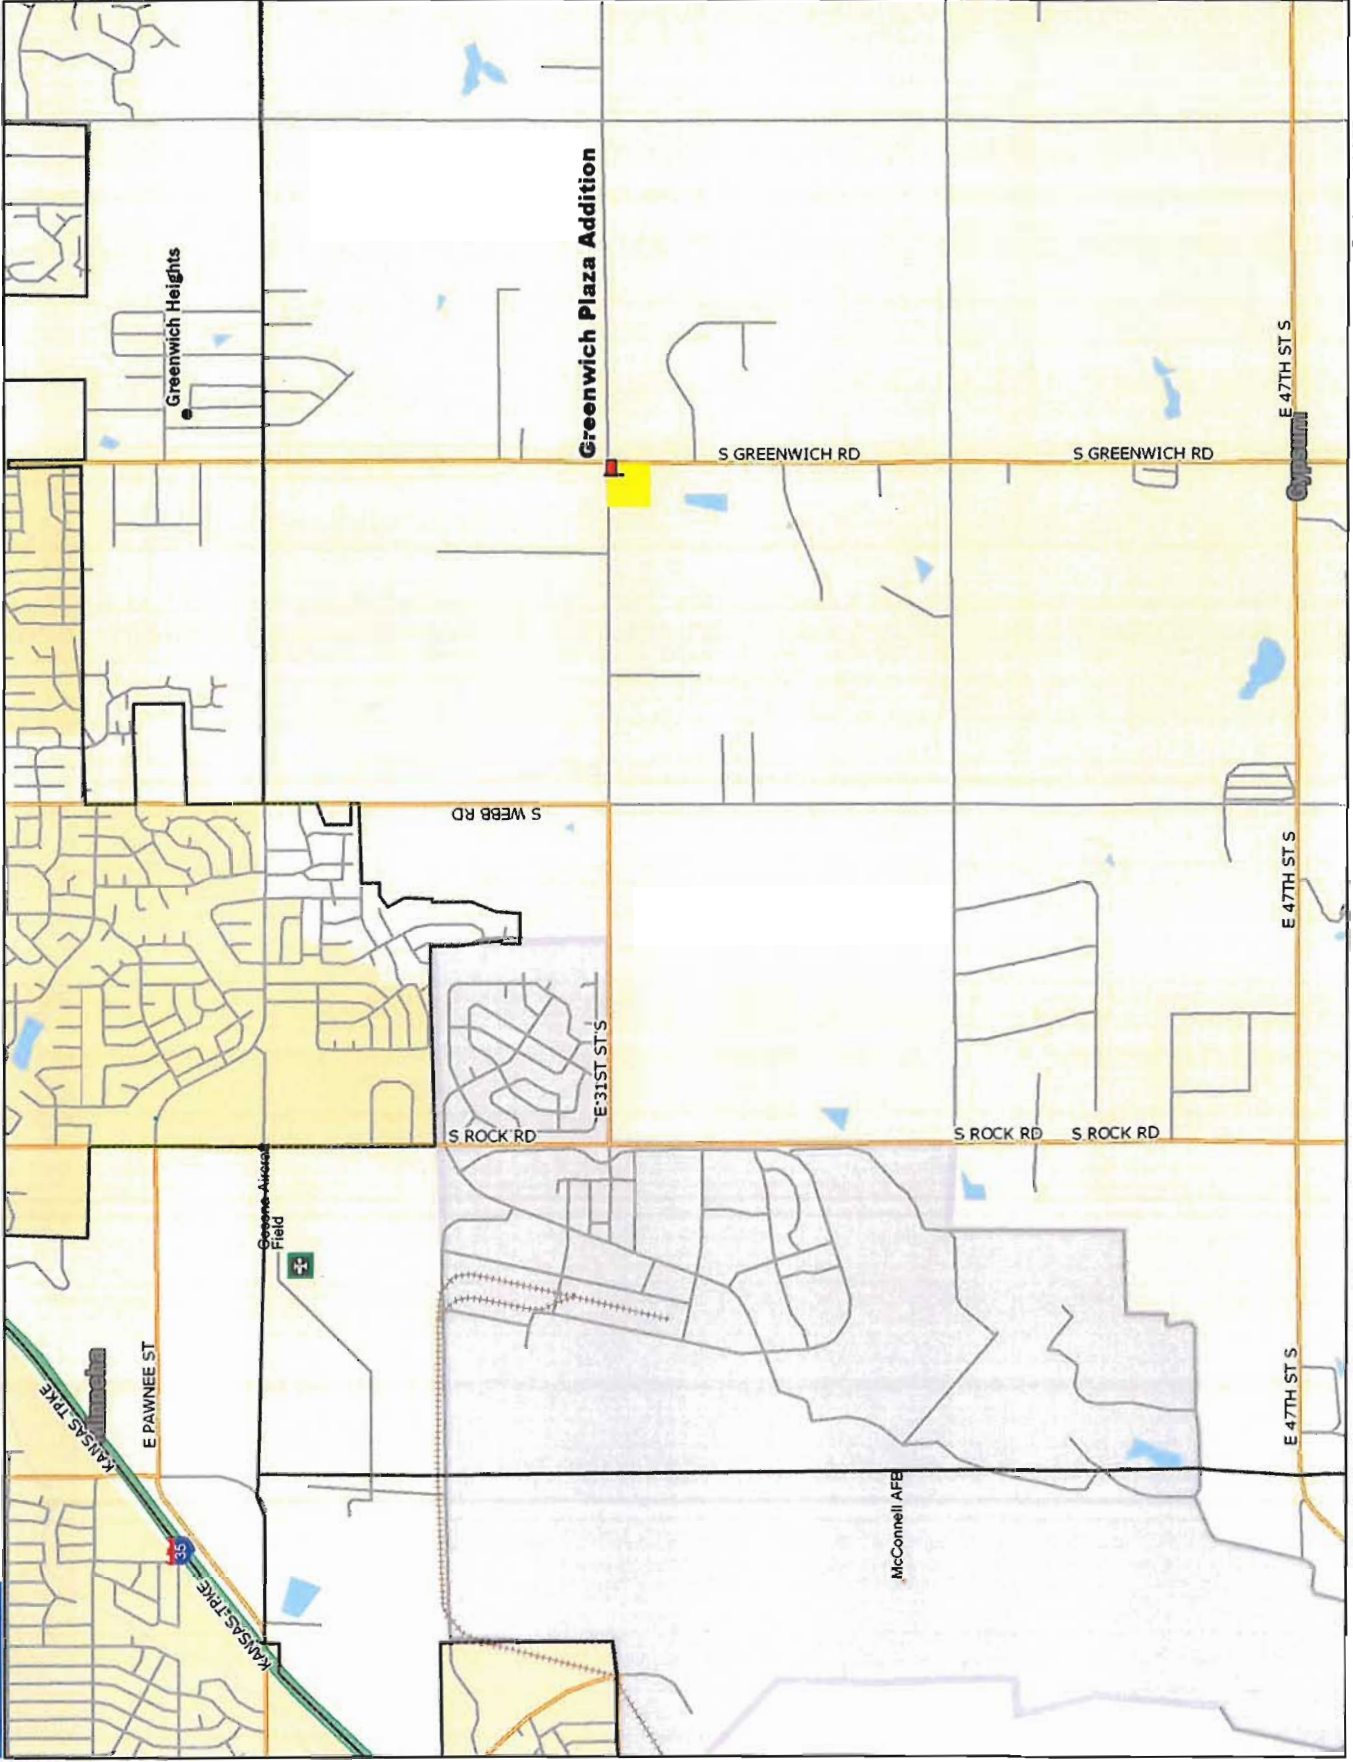 Greenwich Heights
Greenwich Plaza Addition
S GREENWICH RD
S GREENWICH RD
E 47TH ST S
Gypsum
S WEBB RD
E 47TH ST S
E 31ST ST S
S ROCK RD
S ROCK RD
S ROCK RD
Field
KANSAS TPKE
E PAWNEE ST
E 47TH ST S
35
KANSAS TPKE
McConnell AFB